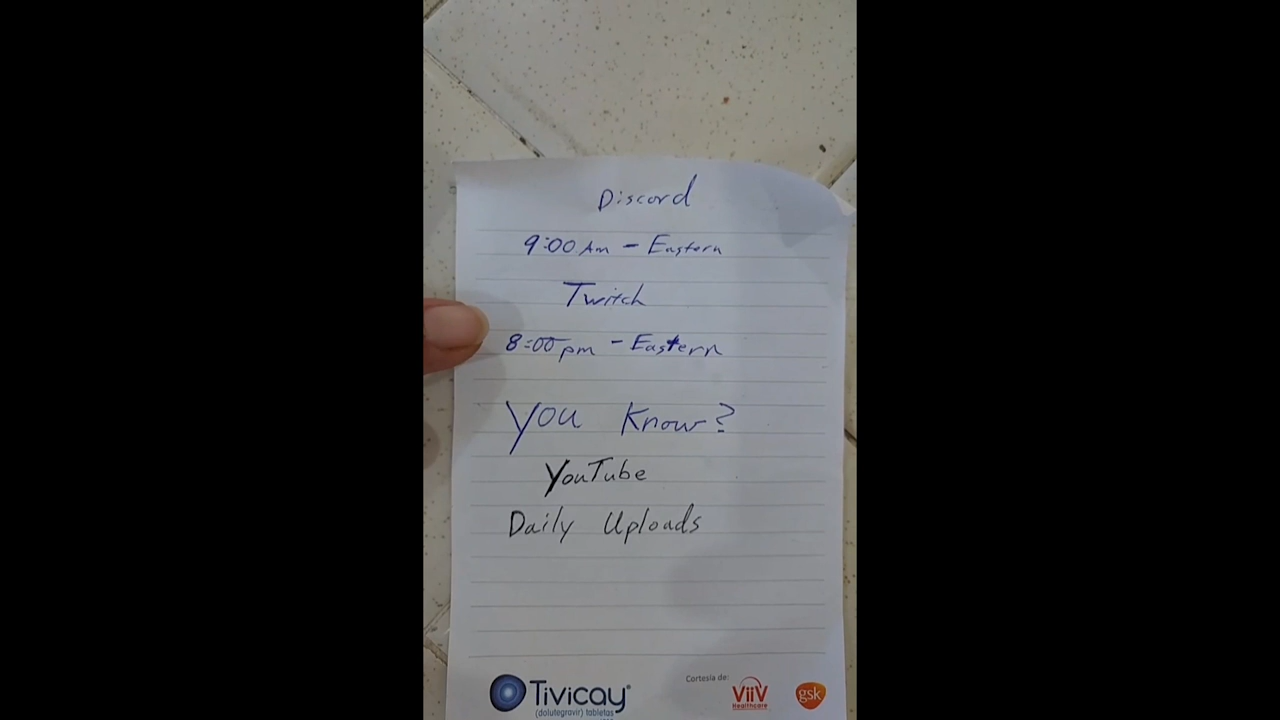 Discord
9:00 Am - Eastern
Twitch
8:00 pm - Eastern
You Know?
YouTube
Daily Uploads
Tivicay®
(dolutegravir) tabletas
Cortesía de:
ViiV
Healthcare
gsk